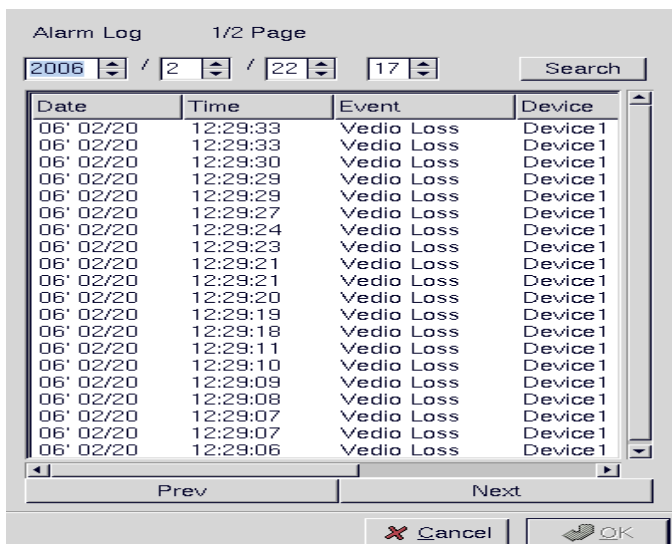 Alarm Log 1/2 Page
2006 / 2 / 22 17 Search
Date Time Event Device
06' 02/20 12:29:33 Vedio Loss Device1
06' 02/20 12:29:33 Vedio Loss Device1
06' 02/20 12:29:30 Vedio Loss Device1
06' 02/20 12:29:29 Vedio Loss Device1
06' 02/20 12:29:29 Vedio Loss Device1
06' 02/20 12:29:27 Vedio Loss Device1
06' 02/20 12:29:24 Vedio Loss Device1
06' 02/20 12:29:23 Vedio Loss Device1
06' 02/20 12:29:21 Vedio Loss Device1
06' 02/20 12:29:21 Vedio Loss Device1
06' 02/20 12:29:20 Vedio Loss Device1
06' 02/20 12:29:19 Vedio Loss Device1
06' 02/20 12:29:18 Vedio Loss Device1
06' 02/20 12:29:11 Vedio Loss Device1
06' 02/20 12:29:10 Vedio Loss Device1
06' 02/20 12:29:09 Vedio Loss Device1
06' 02/20 12:29:08 Vedio Loss Device1
06' 02/20 12:29:07 Vedio Loss Device1
06' 02/20 12:29:07 Vedio Loss Device1
06' 02/20 12:29:06 Vedio Loss Device1
Prev Next
Cancel OK